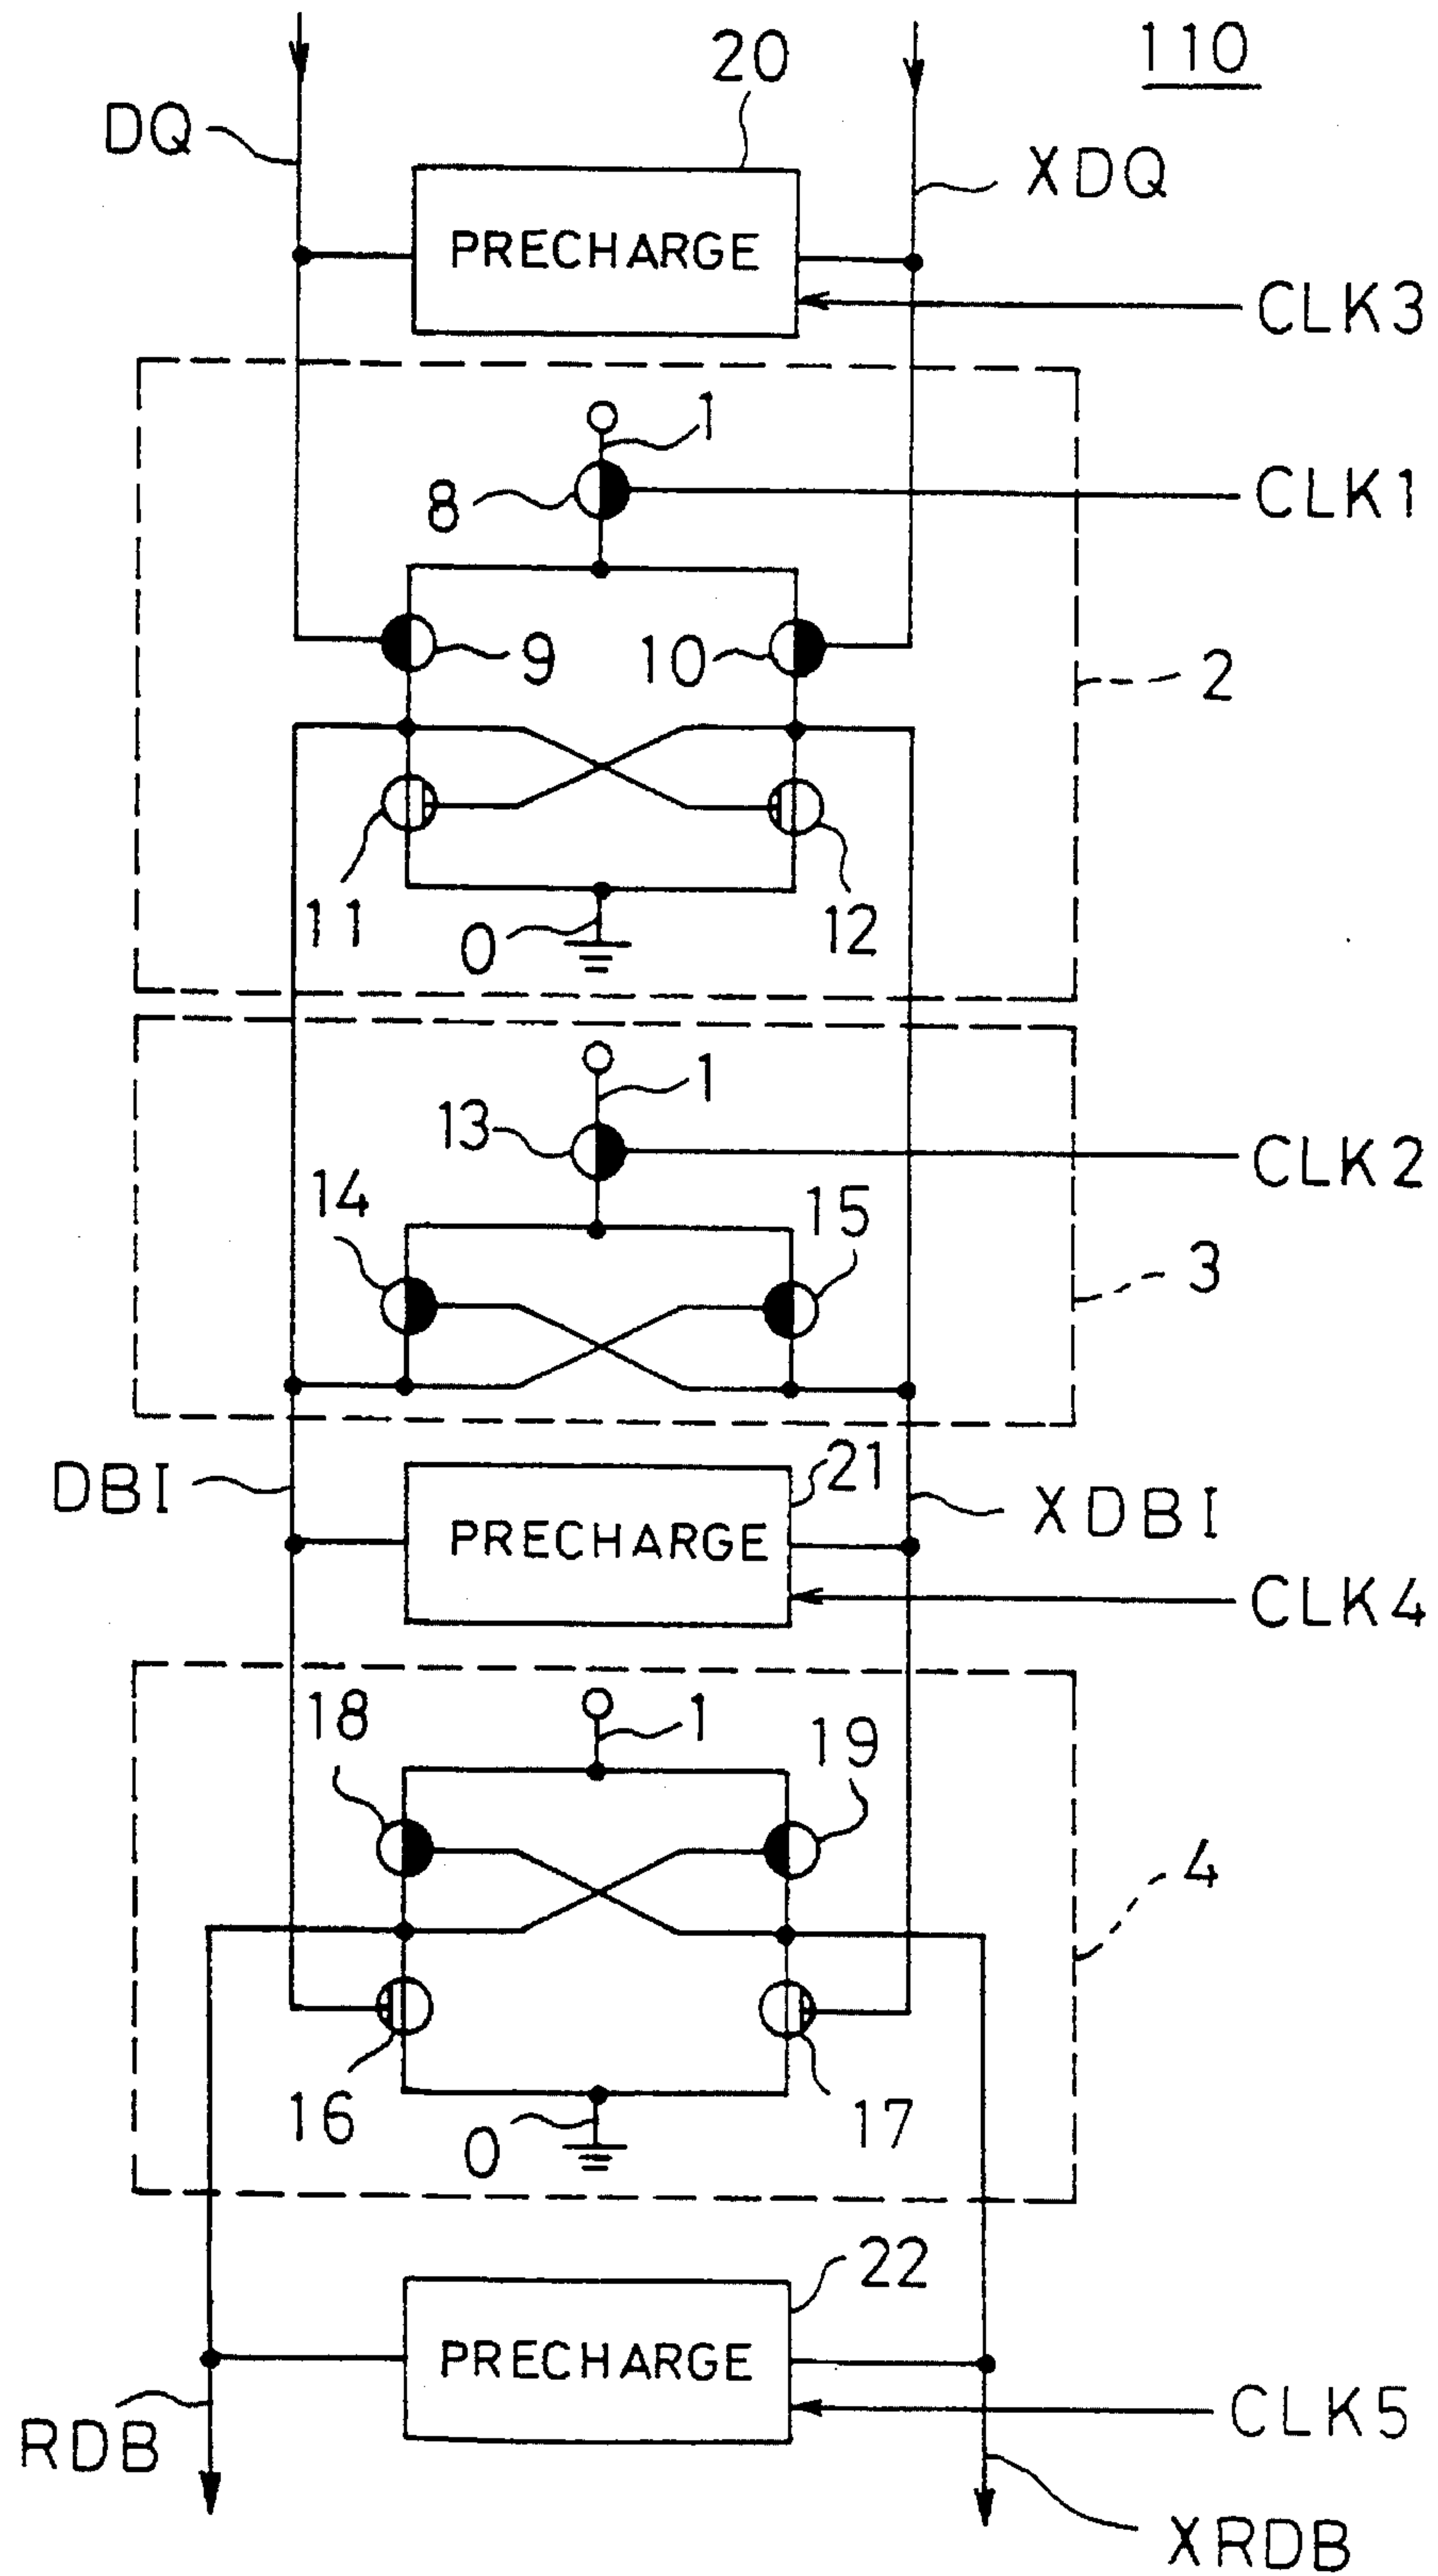 110
20
DQ
XDQ
PRECHARGE
CLK3
1
8
CLK1
9
10
2
11
12
0
1
13
CLK2
14
15
3
DBI
21
XDBI
PRECHARGE
CLK4
18
1
19
4
16
17
0
22
PRECHARGE
CLK5
RDB
XRDB